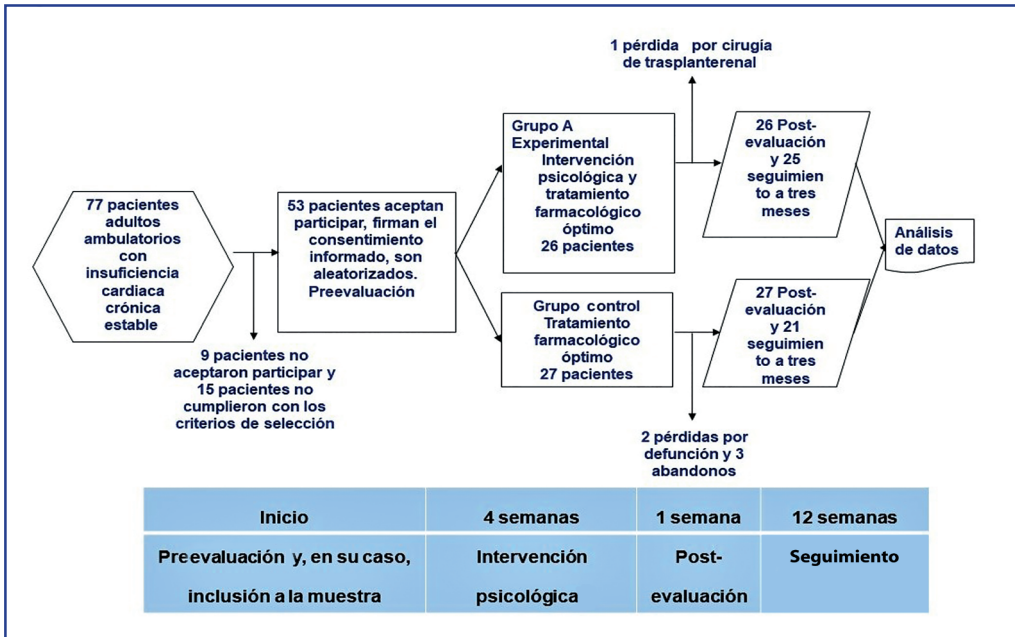 1 pérdida por cirugía
de trasplanterenal
77 pacientes
adultos
ambulatorios
con
insuficiencia
cardiaca
crónica
estable
9 pacientes no
aceptaron participar y
15 pacientes no
cumplieron con los
criterios de selección
53 pacientes aceptan
participar, firman el
consentimiento
informado, son
aleatorizados.
Preevaluación
Grupo A
Experimental
Intervención
psicológica y
tratamiento
farmacológico
óptimo
26 pacientes
26 Post-
evaluación
y 25
seguimien
to a tres
meses
Grupo control
Tratamiento
farmacológico
óptimo
27 pacientes
27 Post-
evaluación
y 21
seguimien
to a tres
meses
2 pérdidas por
defunción y 3
abandonos
Análisis
de datos
Inicio
4 semanas
1 semana
12 semanas
Preevaluación y, en su caso,
inclusión a la muestra
Intervención
psicológica
Post-
evaluación
Seguimiento